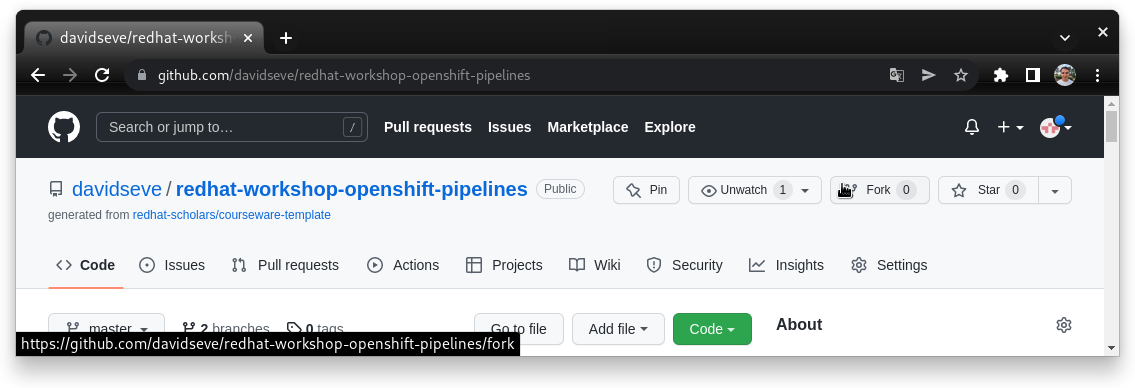 davidseve/redhat-worksh
github.com/davidseve/redhat-workshop-openshift-pipelines
Search or jump to… / Pull requests Issues Marketplace Explore
davidseve / redhat-workshop-openshift-pipelines Public Pin Unwatch 1 Fork 0 Star 0
generated from redhat-scholars/courseware-template
Code Issues Pull requests Actions Projects Wiki Security Insights Settings
master 2 branches 0 tags Go to file Add file Code About
https://github.com/davidseve/redhat-workshop-openshift-pipelines/fork